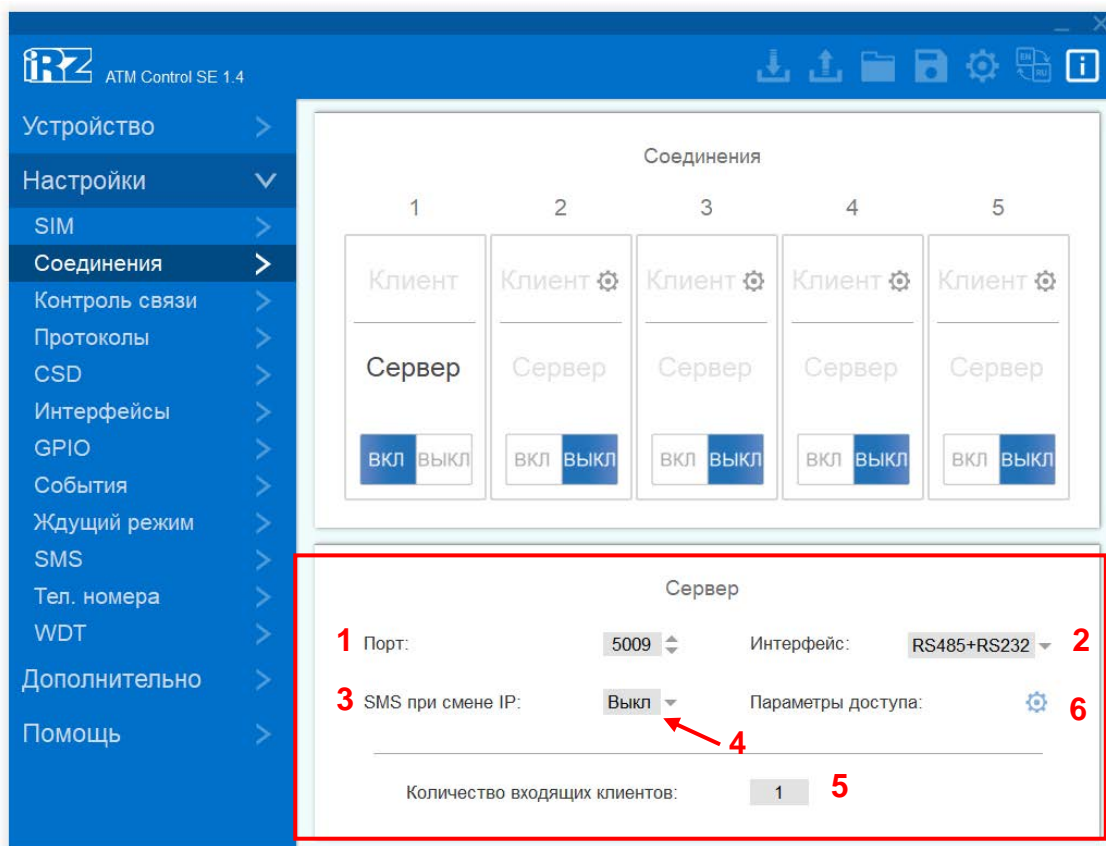 iRZ ATM Control SE 1.4
EN RU
Устройство
Настройки
SIM
Соединения
Контроль связи
Протоколы
CSD
Интерфейсы
GPIO
События
Ждущий режим
SMS
Тел. номера
WDT
Дополнительно
Помощь
Соединения
1 2 3 4 5
Клиент Клиент Клиент Клиент Клиент
Сервер Сервер Сервер Сервер Сервер
ВКЛ ВЫКЛ ВКЛ ВЫКЛ ВКЛ ВЫКЛ ВКЛ ВЫКЛ ВКЛ ВЫКЛ
Сервер
1 Порт: 5009 Интерфейс: RS485+RS232 2
3 SMS при смене IP: Выкл Параметры доступа: 6
4
Количество входящих клиентов: 1 5